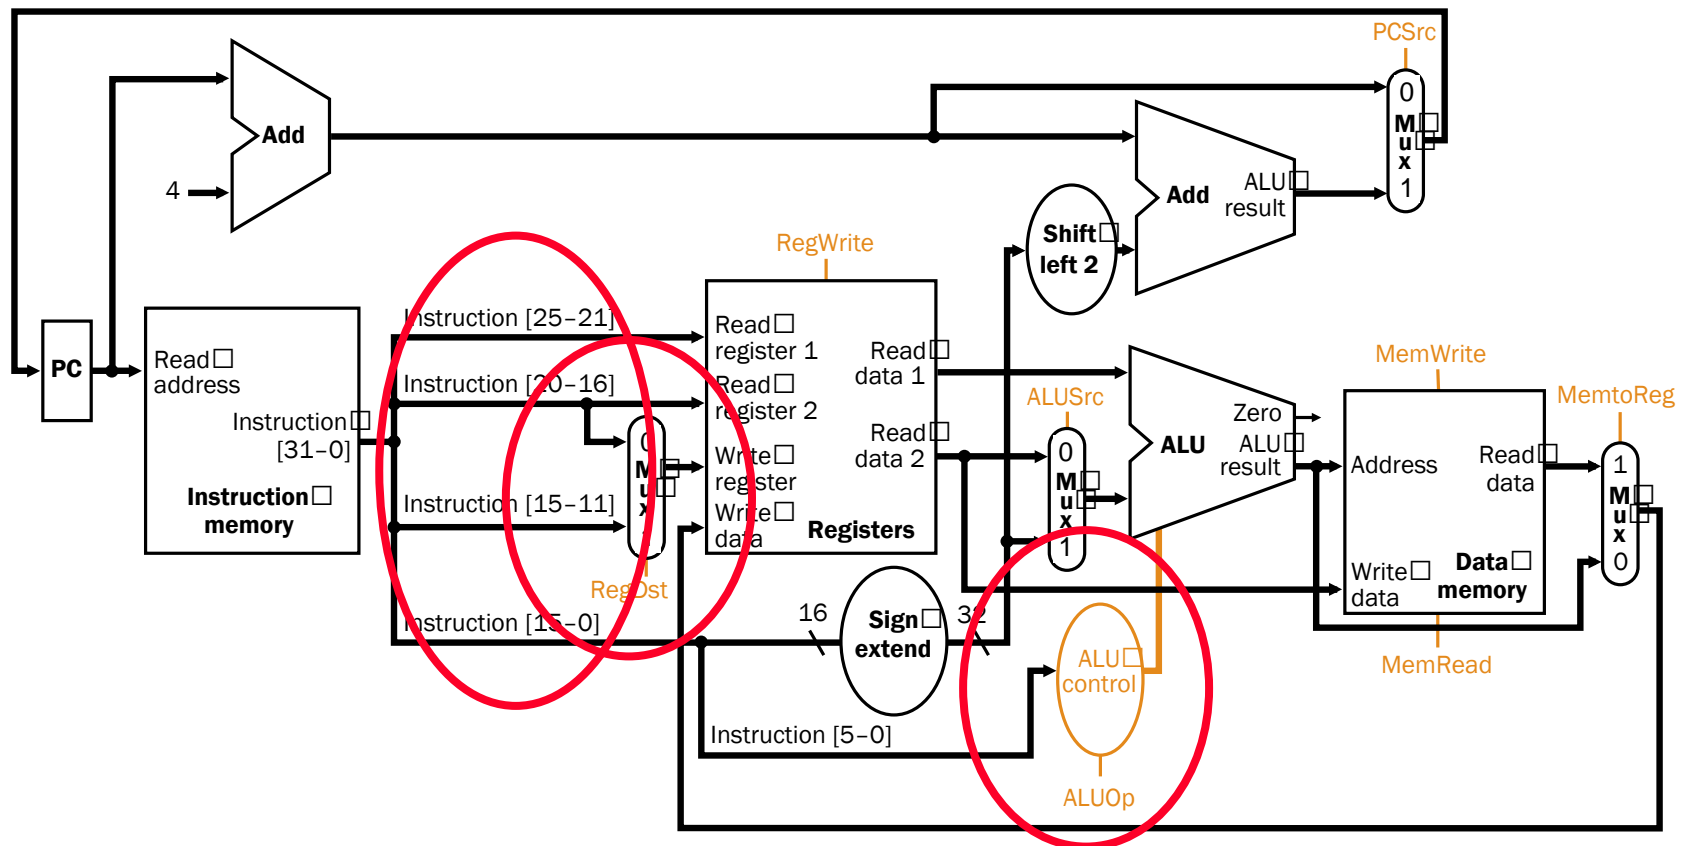 PCSrc
0
Mux
1
Add
4
Add
ALU
result
Shift
left 2
RegWrite
PC
Read
address
Instruction
[31–0]
Instruction
memory
Instruction [25–21]
Instruction [20–16]
Instruction [15–11]
Instruction [15–0]
0
Mux
RegDst
Read
register 1
Read
register 2
Write
register
Write
data
Registers
Read
data 1
Read
data 2
16
Sign
extend
32
Instruction [5–0]
ALUSrc
0
Mux
1
ALU
Zero
ALU
result
ALU
control
ALUOp
MemWrite
Address
Read
data
Write
data
Data
memory
MemRead
MemtoReg
1
Mux
0